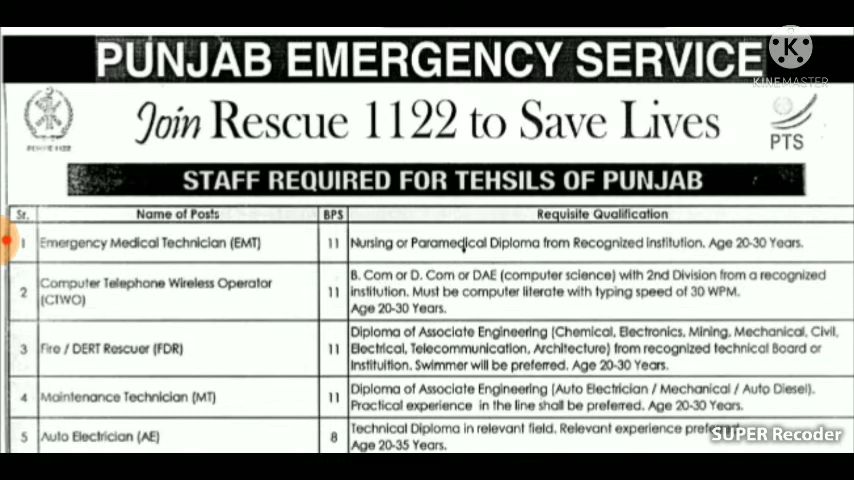 PUNJAB EMERGENCY SERVICE
KINEMASTER
Join Rescue 1122 to Save Lives
RESCUE 1122
PTS
STAFF REQUIRED FOR TEHSILS OF PUNJAB
Sr. Name of Posts BPS Requisite Qualification
1 Emergency Medical Technician (EMT) 11 Nursing or Paramedical Diploma from Recognized institution. Age 20-30 Years.
2 Computer Telephone Wireless Operator (CTWO) 11 B. Com or D. Com or DAE (computer science) with 2nd Division from a recognized
institution. Must be computer literate with typing speed of 30 WPM.
Age 20-30 Years.
3 Fire / DERT Rescuer (FDR) 11 Diploma of Associate Engineering (Chemical, Electronics, Mining, Mechanical, Civil,
Electrical, Telecommunication, Architecture) from recognized technical Board or
Instituition. Swimmer will be preferred. Age 20-30 Years.
4 Maintenance Technician (MT) 11 Diploma of Associate Engineering (Auto Electrician / Mechanical / Auto Diesel).
Practical experience in the line shall be preferred. Age 20-30 Years.
5 Auto Electrician (AE) 8 Technical Diploma in relevant field. Relevant experience
Age 20-35 Years.
SUPER Recoder